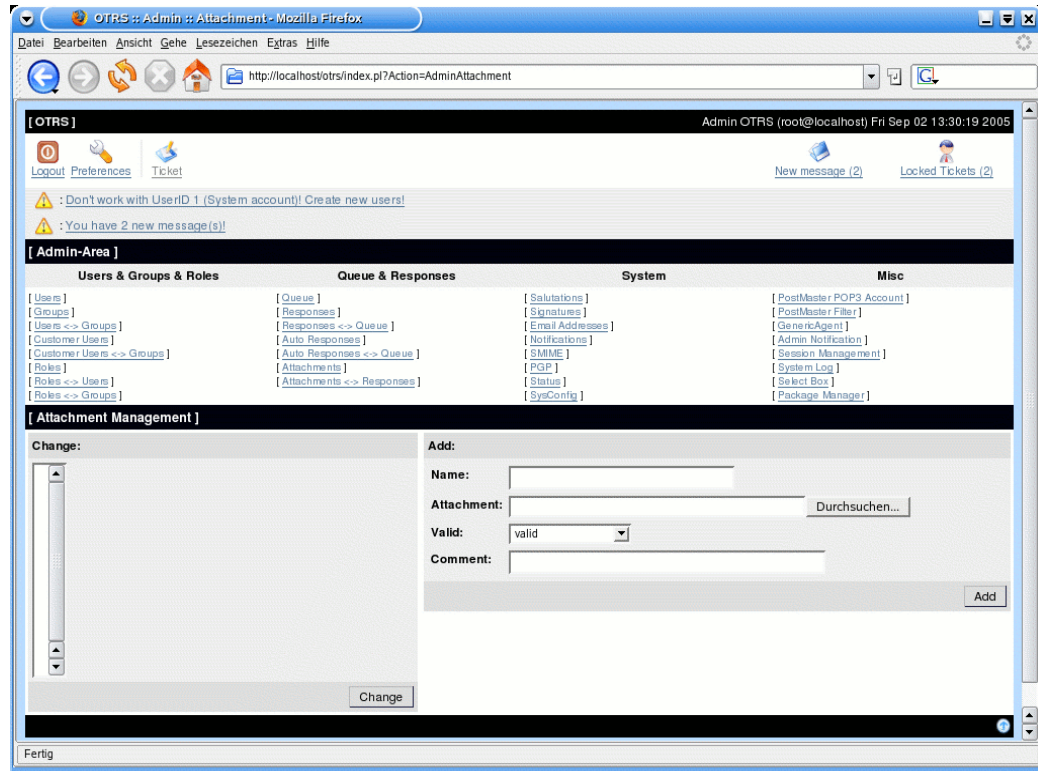 OTRS :: Admin :: Attachment - Mozilla Firefox
Datei Bearbeiten Ansicht Gehe Lesezeichen Extras Hilfe
http://localhost/otrs/index.pl?Action=AdminAttachment
G
[ OTRS ] Admin OTRS (root@localhost) Fri Sep 02 13:30:19 2005
Logout Preferences Ticket New message (2) Locked Tickets (2)
: Don't work with UserID 1 (System account)! Create new users!
: You have 2 new message(s)!
[ Admin-Area ]
Users & Groups & Roles Queue & Responses System Misc
[ Users ] [ Queue ] [ Salutations ] [ PostMaster POP3 Account ]
[ Groups ] [ Responses ] [ Signatures ] [ PostMaster Filter ]
[ Users <-> Groups ] [ Responses <-> Queue ] [ Email Addresses ] [ GenericAgent ]
[ Customer Users ] [ Auto Responses ] [ Notifications ] [ Admin Notification ]
[ Customer Users <-> Groups ] [ Auto Responses <-> Queue ] [ SMIME ] [ Session Management ]
[ Roles ] [ Attachments ] [ PGP ] [ System Log ]
[ Roles <-> Users ] [ Attachments <-> Responses ] [ Status ] [ Select Box ]
[ Roles <-> Groups ] [ SysConfig ] [ Package Manager ]
[ Attachment Management ]
Change: Add:
Name:
Attachment: Durchsuchen...
Valid: valid
Comment:
Add
Change
Fertig